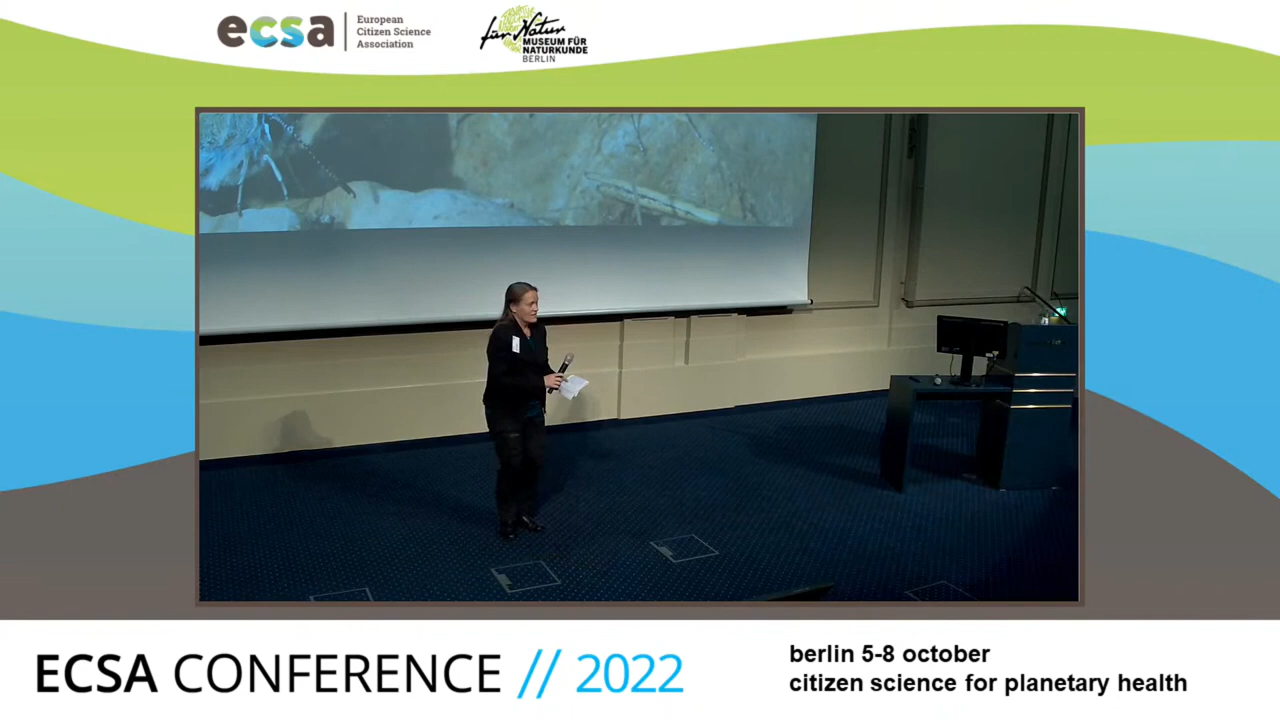 ecsa
European
Citizen Science
Association
für Natur
MUSEUM FÜR
NATURKUNDE
BERLIN
ECSA CONFERENCE // 2022
berlin 5-8 october
citizen science for planetary health